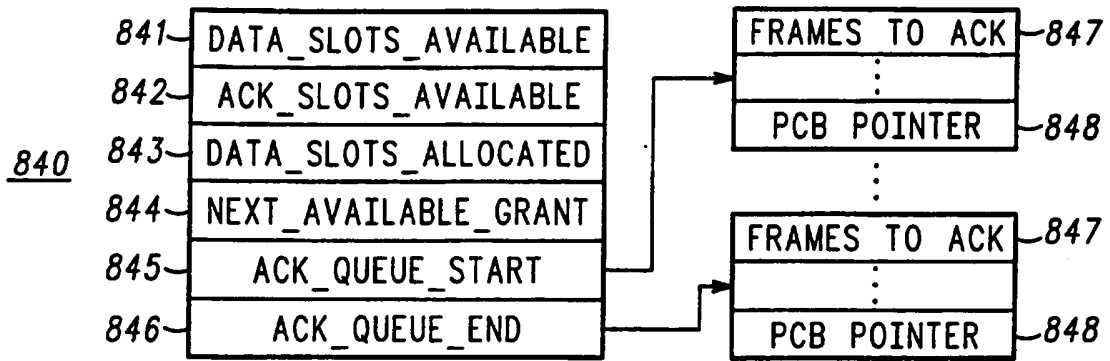 840
841 DATA_SLOTS_AVAILABLE
842 ACK_SLOTS_AVAILABLE
843 DATA_SLOTS_ALLOCATED
844 NEXT_AVAILABLE_GRANT
845 ACK_QUEUE_START
846 ACK_QUEUE_END
FRAMES TO ACK 847
PCB POINTER 848
FRAMES TO ACK 847
PCB POINTER 848